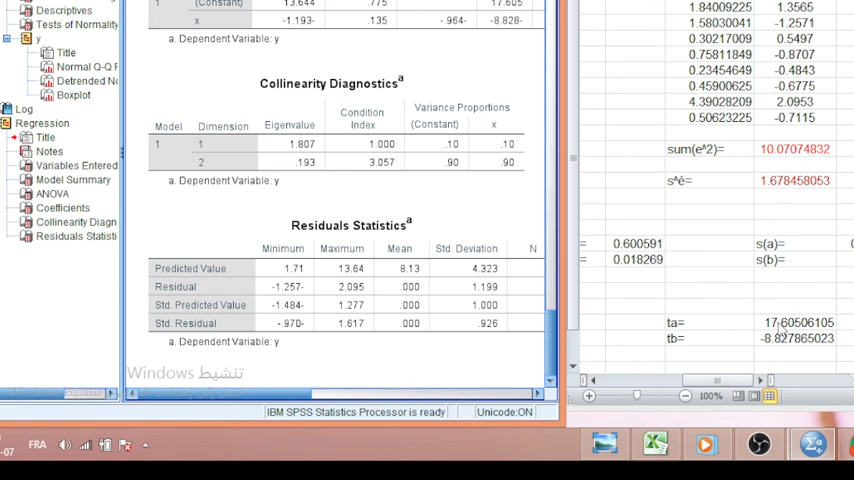 Descriptives
Tests of Normality
y
Title
Normal Q-Q P
Detrended No
Boxplot
Log
Regression
Title
Notes
Variables Entered
Model Summary
ANOVA
Coefficients
Collinearity Diagn
Residuals Statisti
1 (Constant) 13.644 .775 17.605
x -1.193- .135 -.964- -8.828-
a. Dependent Variable: y
Collinearity Diagnosticsa
Variance Proportions
Model Dimension Eigenvalue Condition Index (Constant) x
1 1 1.807 1.000 .10 .10
2 .193 3.057 .90 .90
a. Dependent Variable: y
Residuals Statisticsa
Minimum Maximum Mean Std. Deviation N
Predicted Value 1.71 13.64 8.13 4.323
Residual -1.257- 2.095 .000 1.199
Std. Predicted Value -1.484- 1.277 .000 1.000
Std. Residual -.970- 1.617 .000 .926
a. Dependent Variable: y
تنشيط Windows
IBM SPSS Statistics Processor is ready
Unicode:ON
1.84009225 1.3565
1.58030041 -1.2571
0.30217009 0.5497
0.75811849 -0.8707
0.23454649 -0.4843
0.45900625 -0.6775
4.39028209 2.0953
0.50623225 -0.7115
sum(e^2)= 10.07074832
s^é= 1.678458053
= 0.600591 s(a)=
= 0.018269 s(b)=
ta= 17.60506105
tb= -8.827865023
100%
FRA
-07